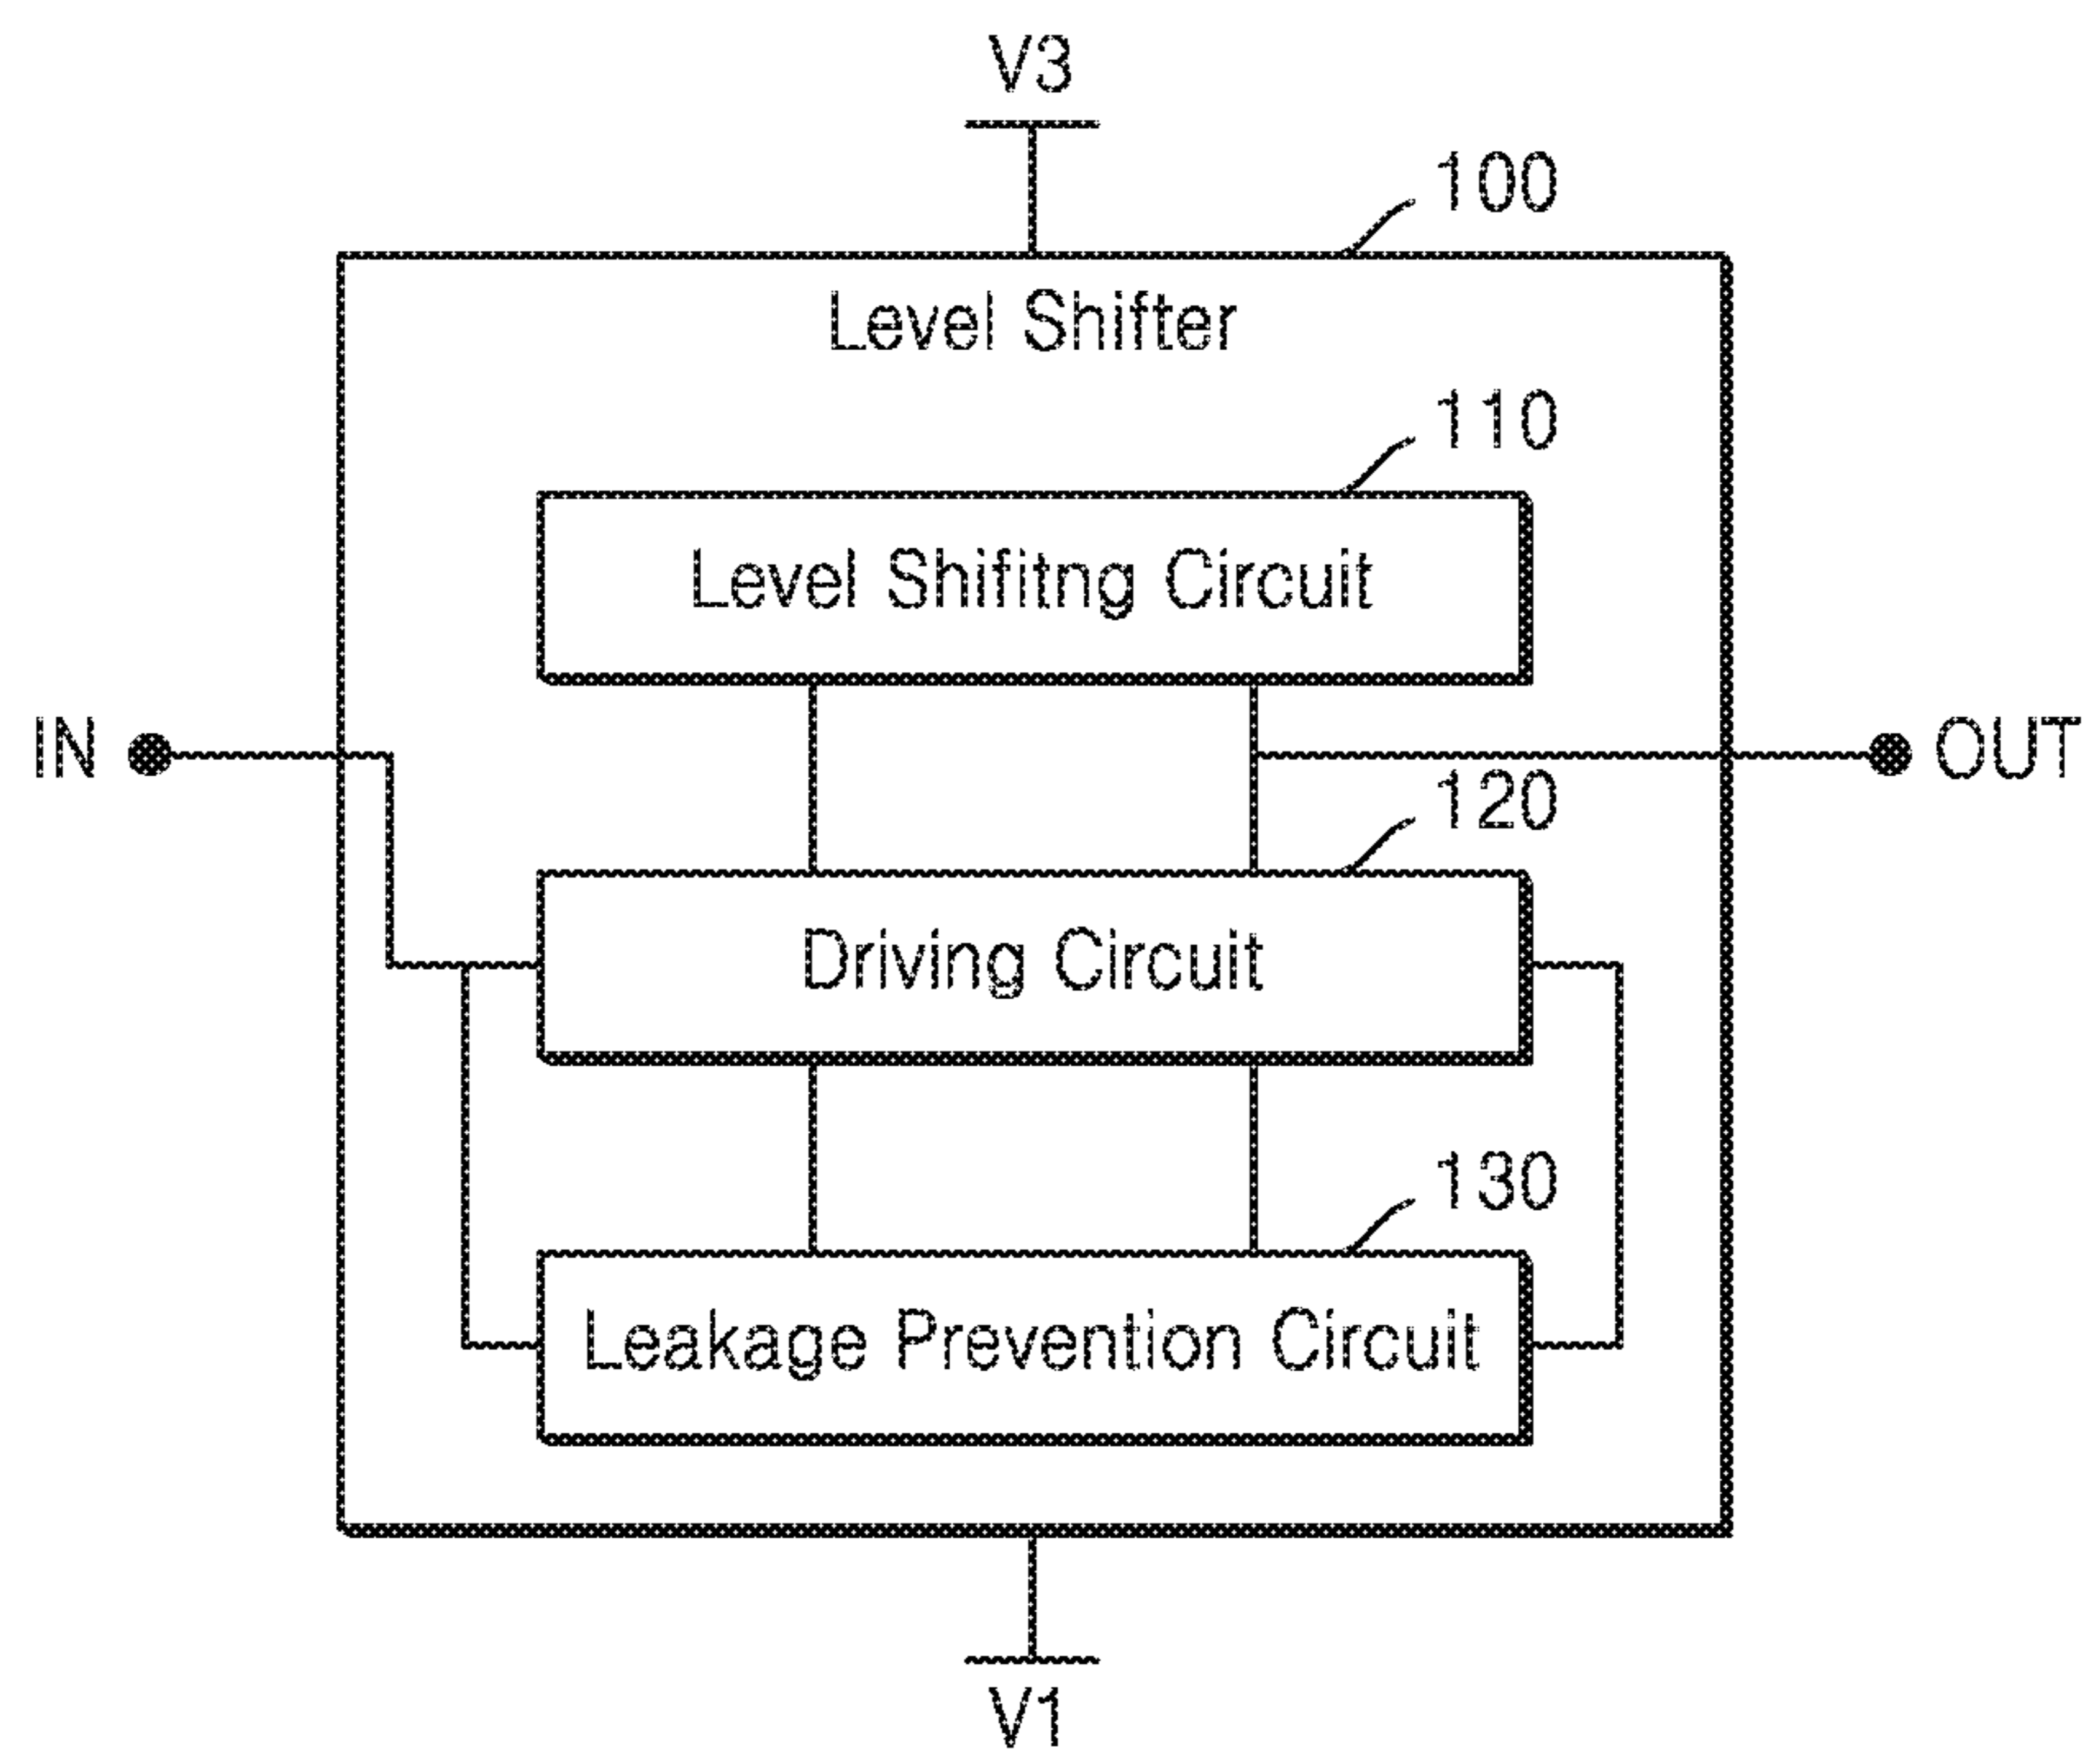 V3
100
Level Shifter
110
Level Shifitng Circuit
IN
OUT
120
Driving Circuit
130
Leakage Prevention Circuit
V1